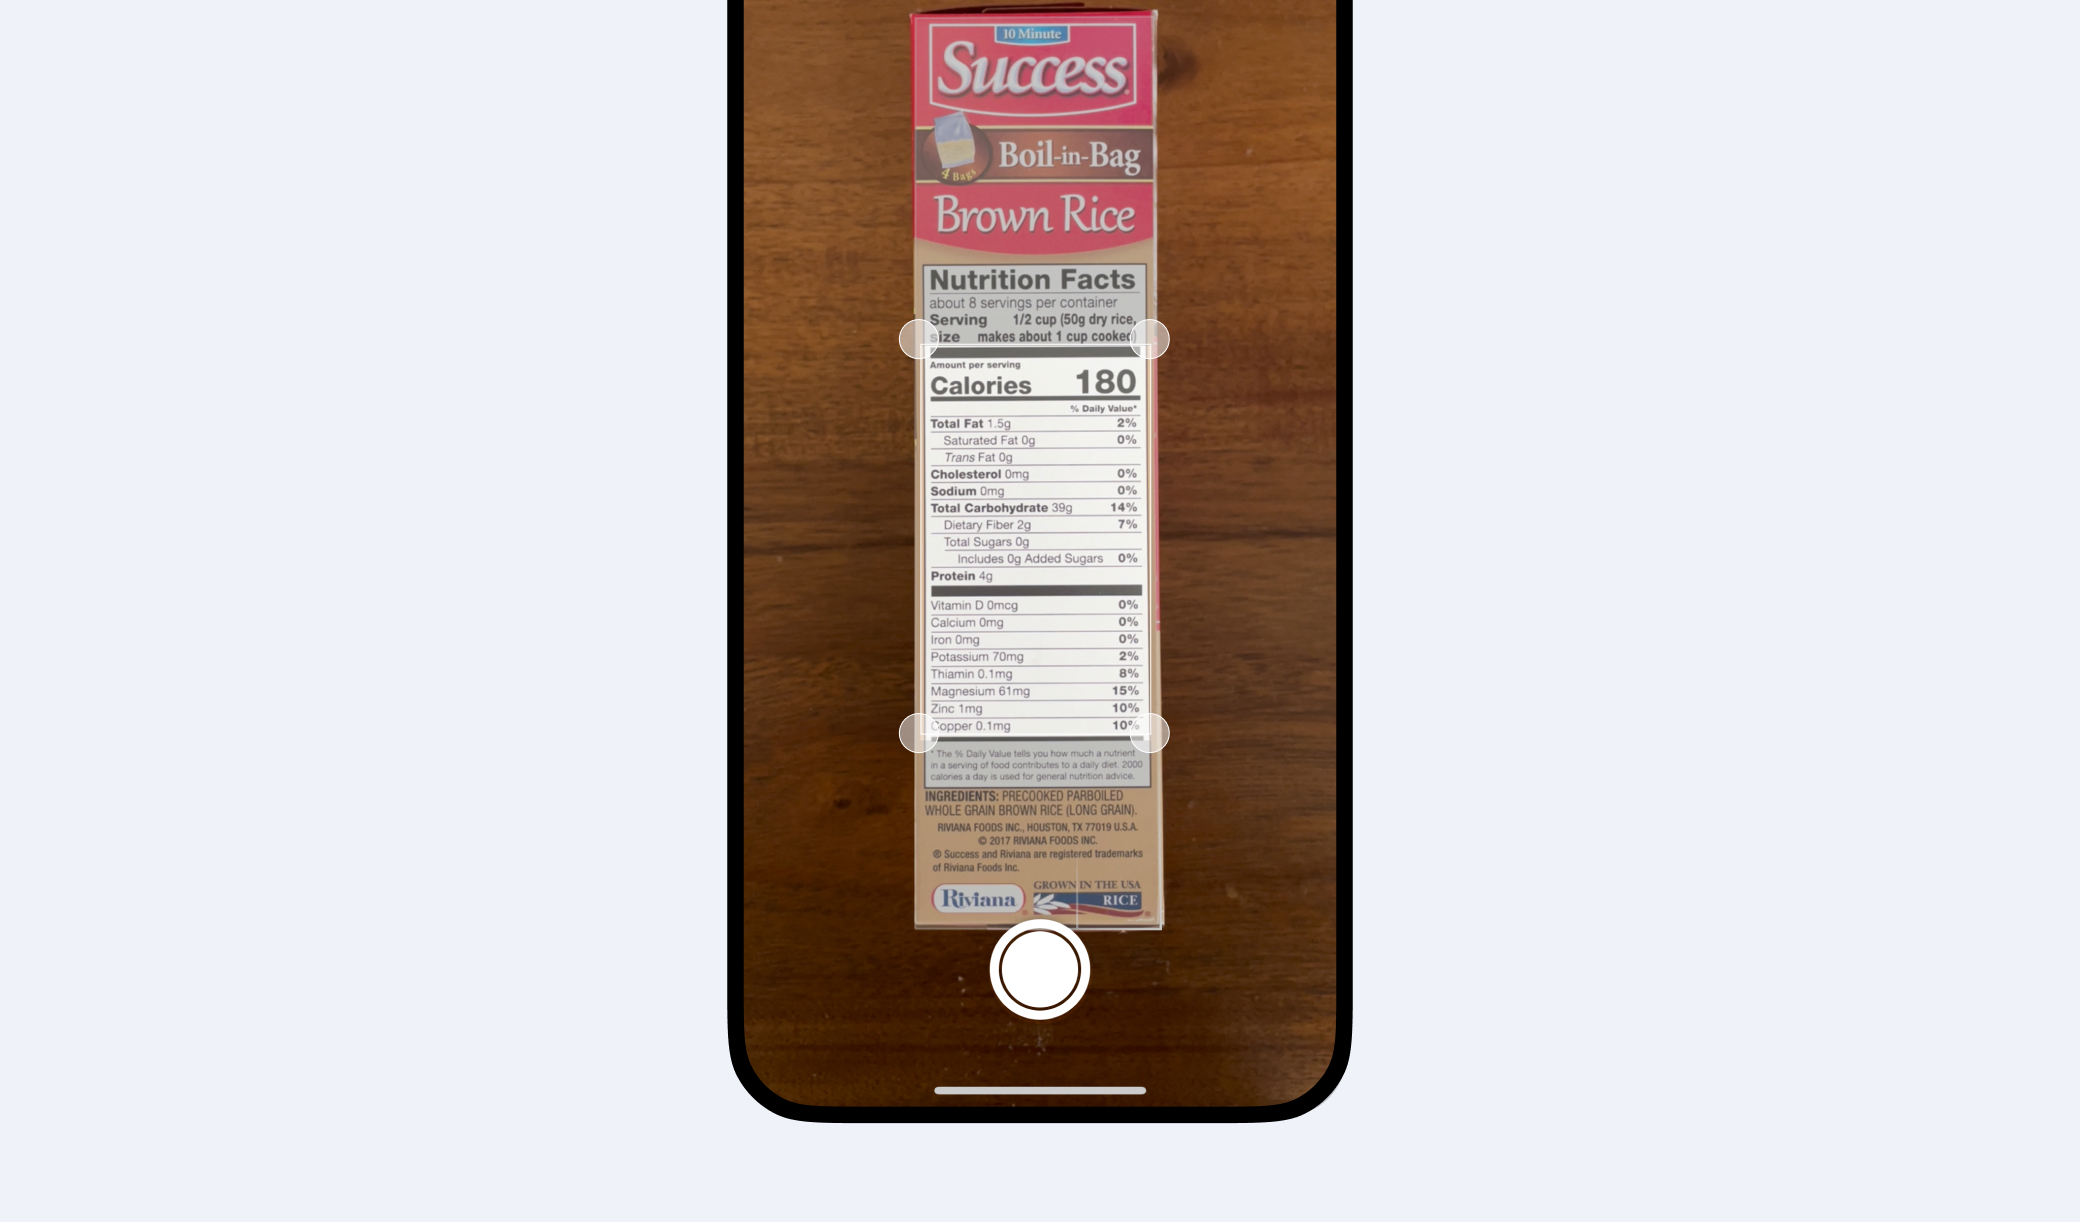 10 Minute
Success
4 Bags
Boil-in-Bag
Brown Rice
Nutrition Facts
about 8 servings per container
Serving 1/2 cup (50g dry rice,
size makes about 1 cup cooked)
Amount per serving
Calories 180
% Daily Value*
Total Fat 1.5g 2%
Saturated Fat 0g 0%
Trans Fat 0g
Cholesterol 0mg 0%
Sodium 0mg 0%
Total Carbohydrate 39g 14%
Dietary Fiber 2g 7%
Total Sugars 0g
Includes 0g Added Sugars 0%
Protein 4g
Vitamin D 0mcg 0%
Calcium 0mg 0%
Iron 0mg 0%
Potassium 70mg 2%
Thiamin 0.1mg 8%
Magnesium 61mg 15%
Zinc 1mg 10%
Copper 0.1mg 10%
* The % Daily Value tells you how much a nutrient
in a serving of food contributes to a daily diet. 2000
calories a day is used for general nutrition advice.
INGREDIENTS: PRECOOKED PARBOILED
WHOLE GRAIN BROWN RICE (LONG GRAIN).
RIVIANA FOODS INC., HOUSTON, TX 77019 U.S.A.
© 2017 RIVIANA FOODS INC.
® Success and Riviana are registered trademarks
of Riviana Foods Inc.
Riviana
GROWN IN THE USA
RICE